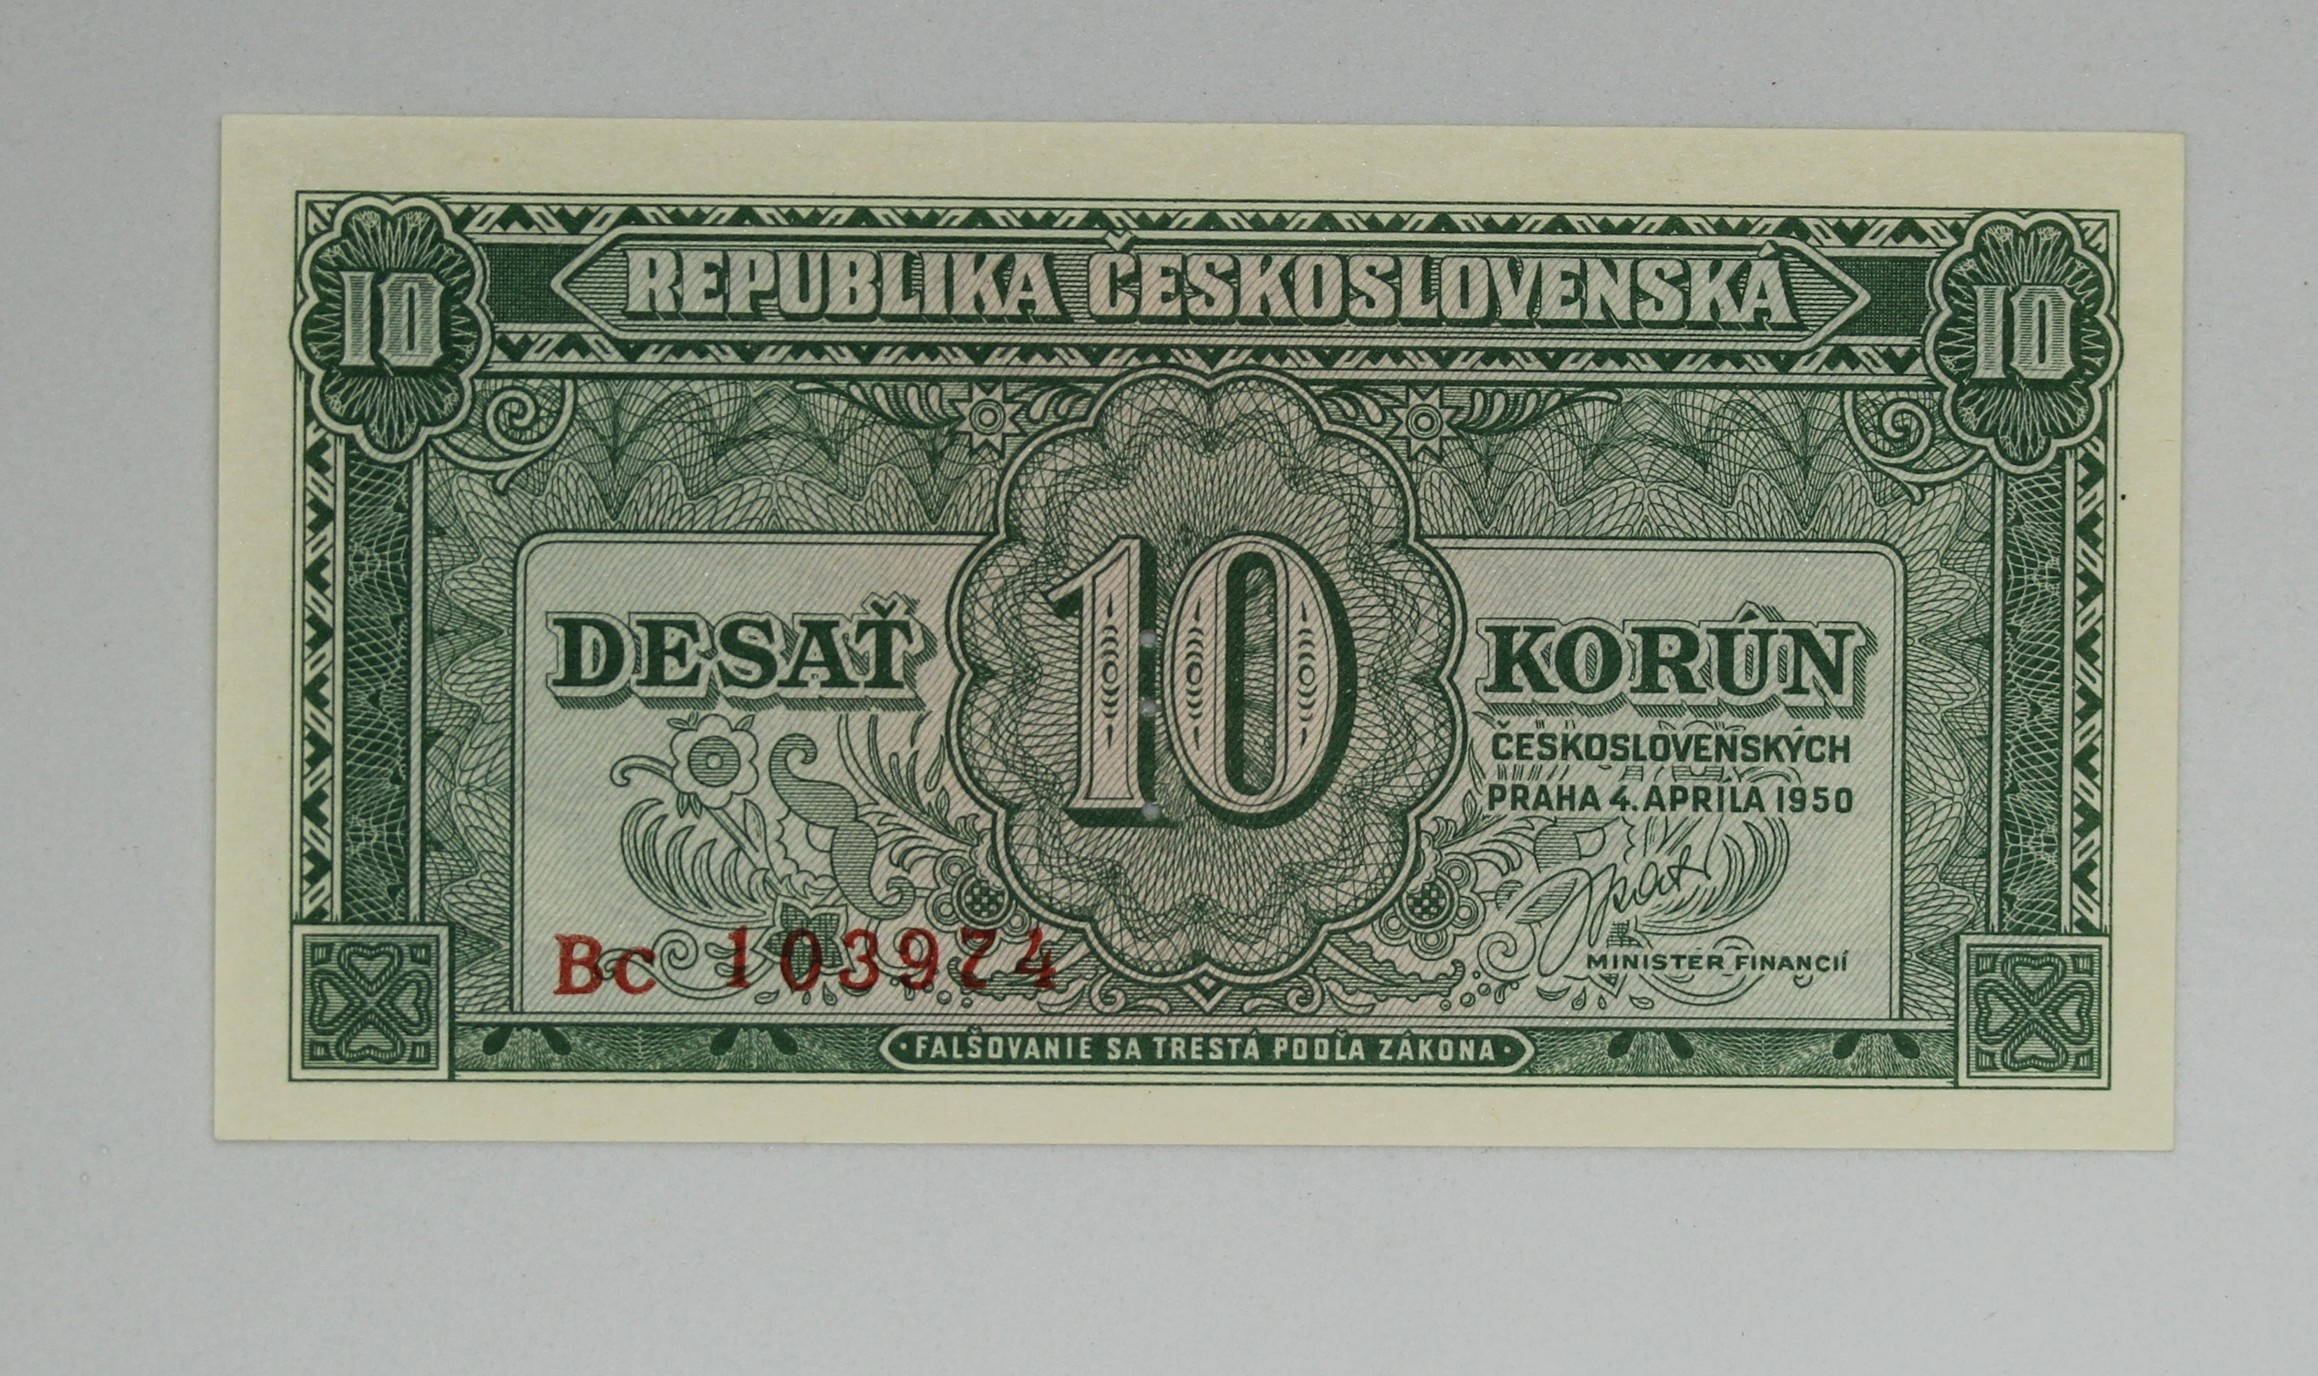 10 REPUBLIKA ČESKOSLOVENSKÁ 10
DESAŤ 10 KORÚN
ČESKOSLOVENSKÝCH
PRAHA 4. APRÍLA 1950
Bc 103974
MINISTER FINANCIÍ
· FALŠOVANIE SA TRESTÁ PODĽA ZÁKONA ·